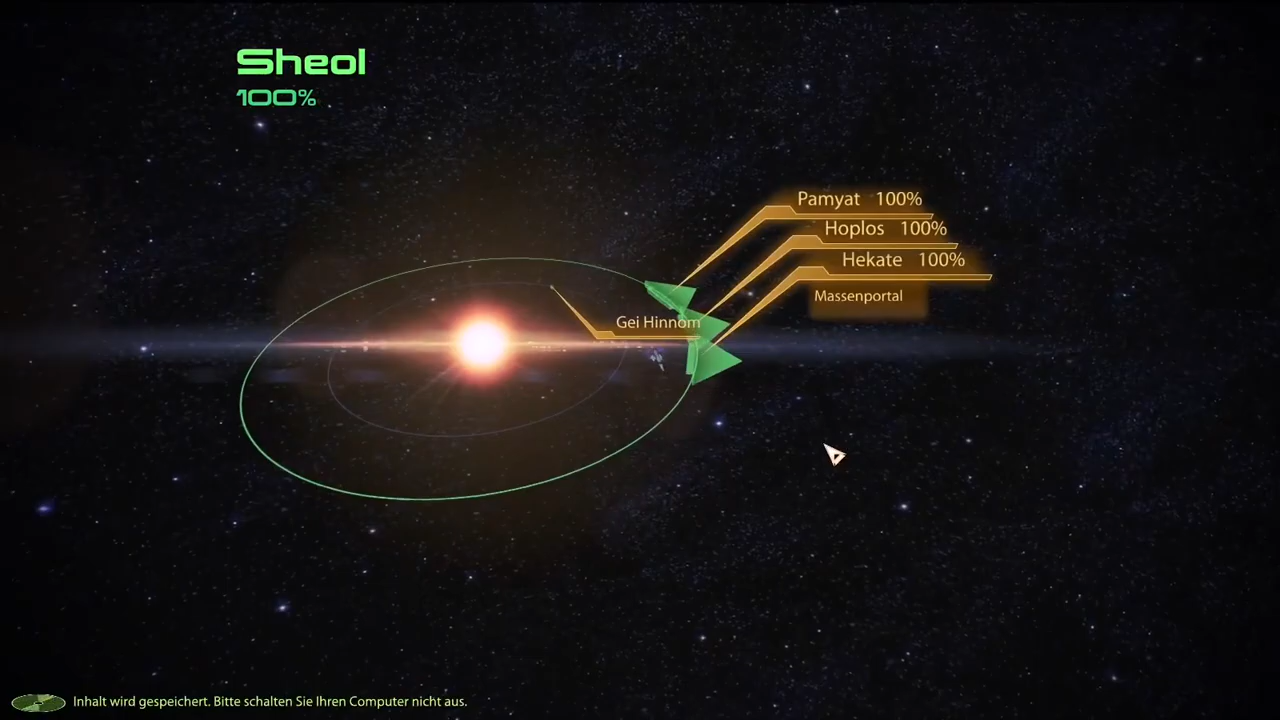 Sheol
100%
Pamyat 100%
Hoplos 100%
Hekate 100%
Massenportal
Gei Hinnom
Inhalt wird gespeichert. Bitte schalten Sie Ihren Computer nicht aus.